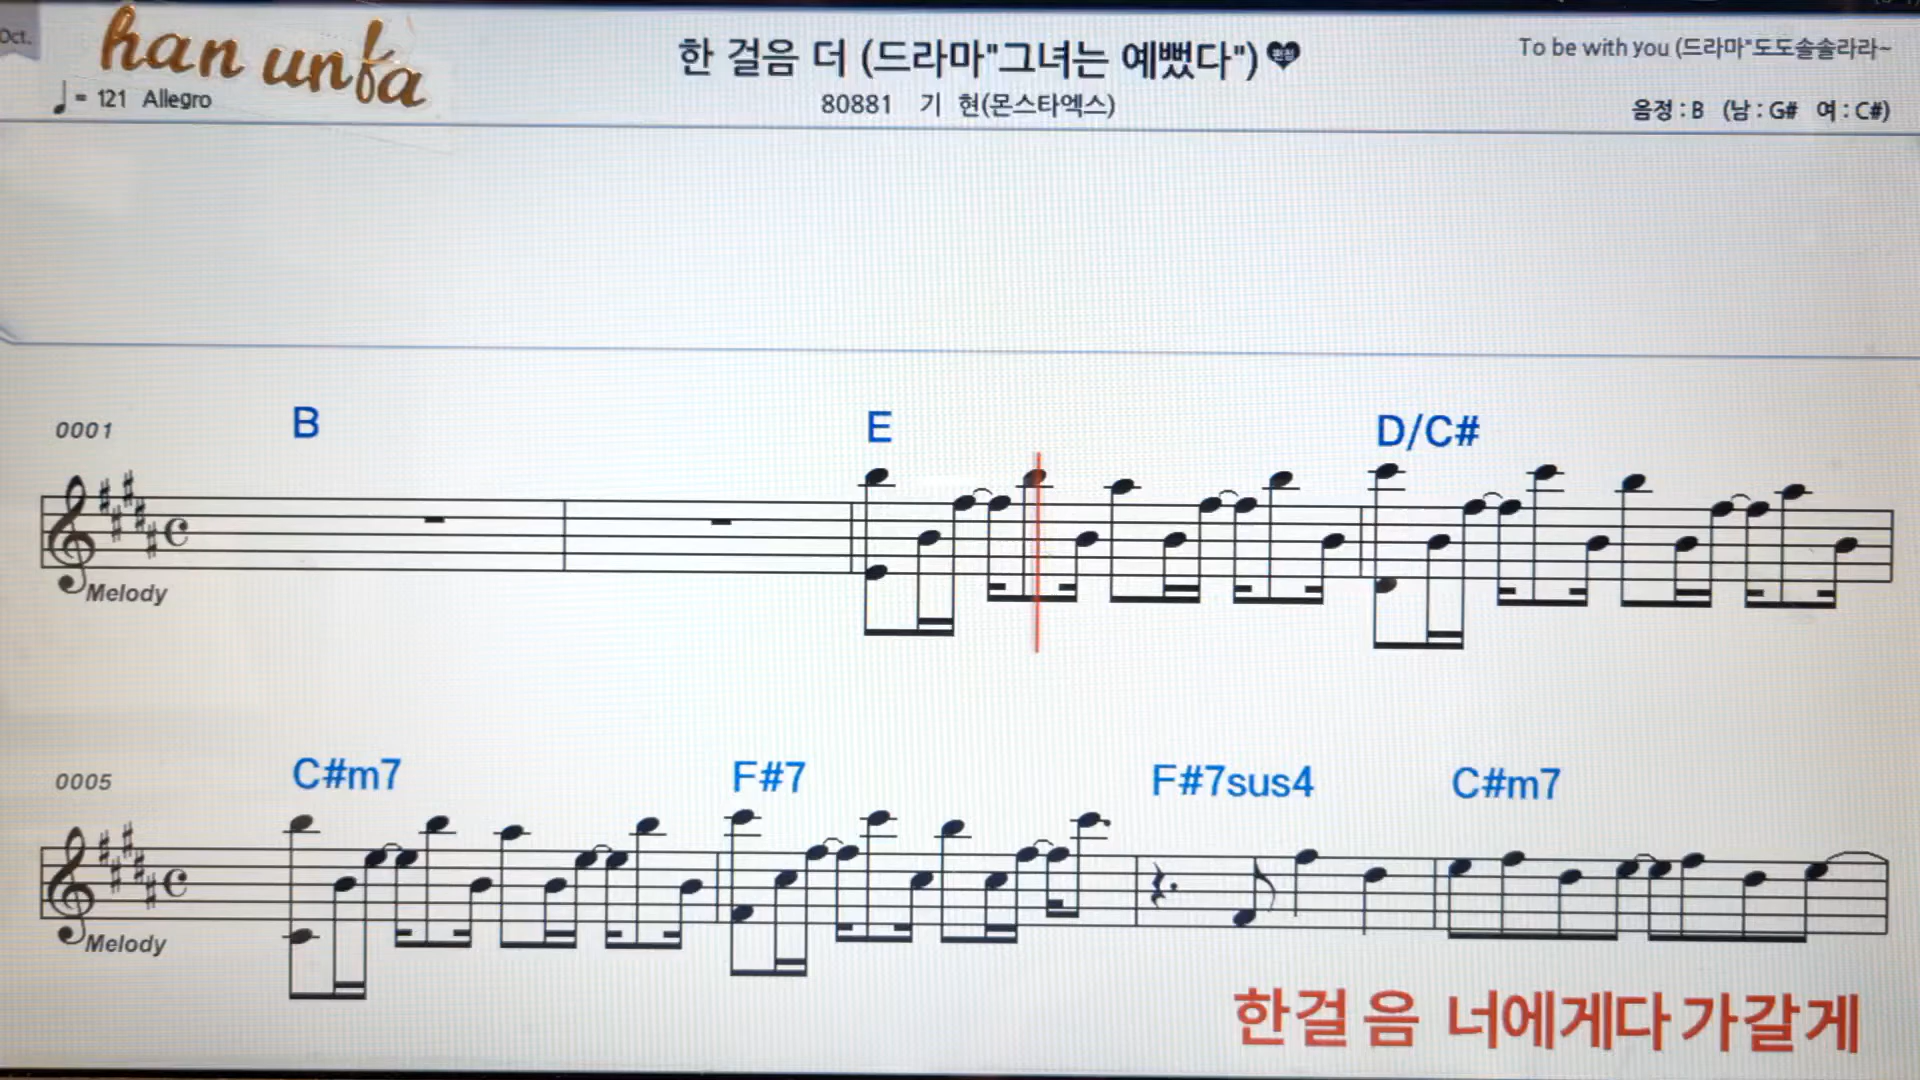 Oct.
han unfa
♩= 121 Allegro
한 걸음 더 (드라마"그녀는 예뻤다")
80881 기 현(몬스타엑스)
To be with you (드라마"도도솔솔라라~
음정 : B (남 : G# 여 : C#)
0001 B E D/C#
Melody
0005 C#m7 F#7 F#7sus4 C#m7
Melody
한걸음 너에게다가갈게